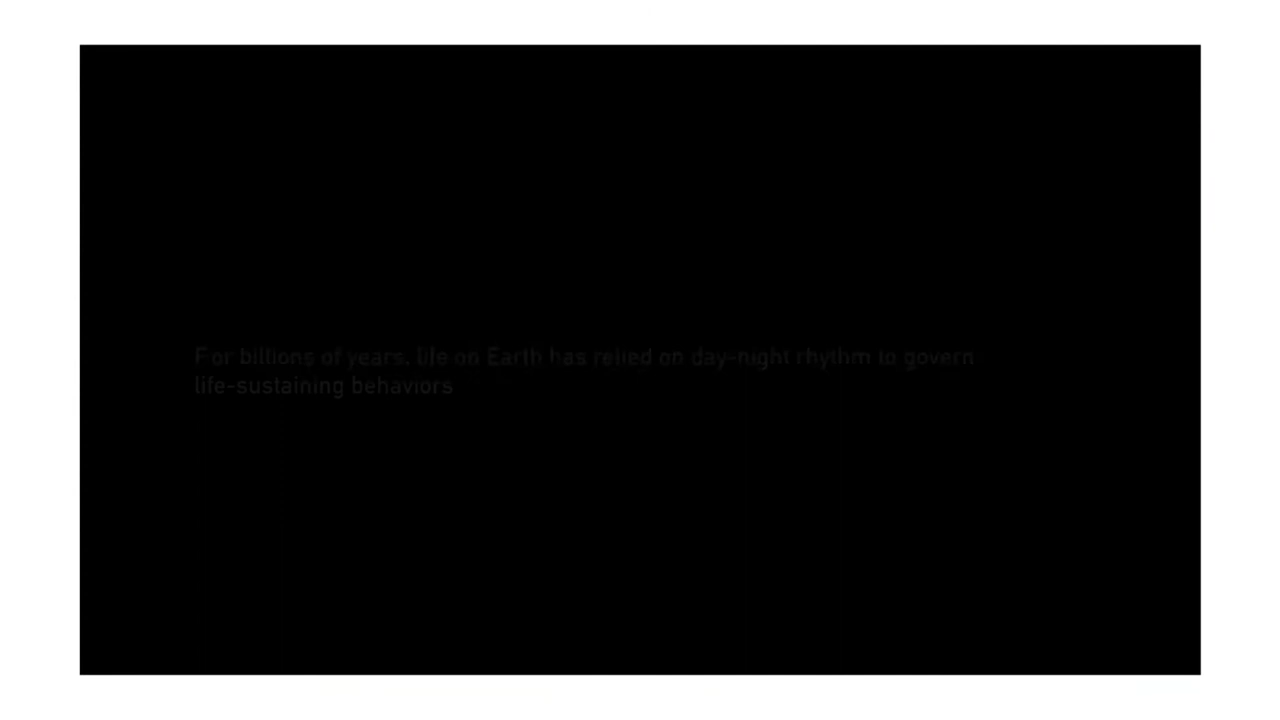 For billions of years, life on Earth has relied on day-night rhythm to govern
life-sustaining behaviors